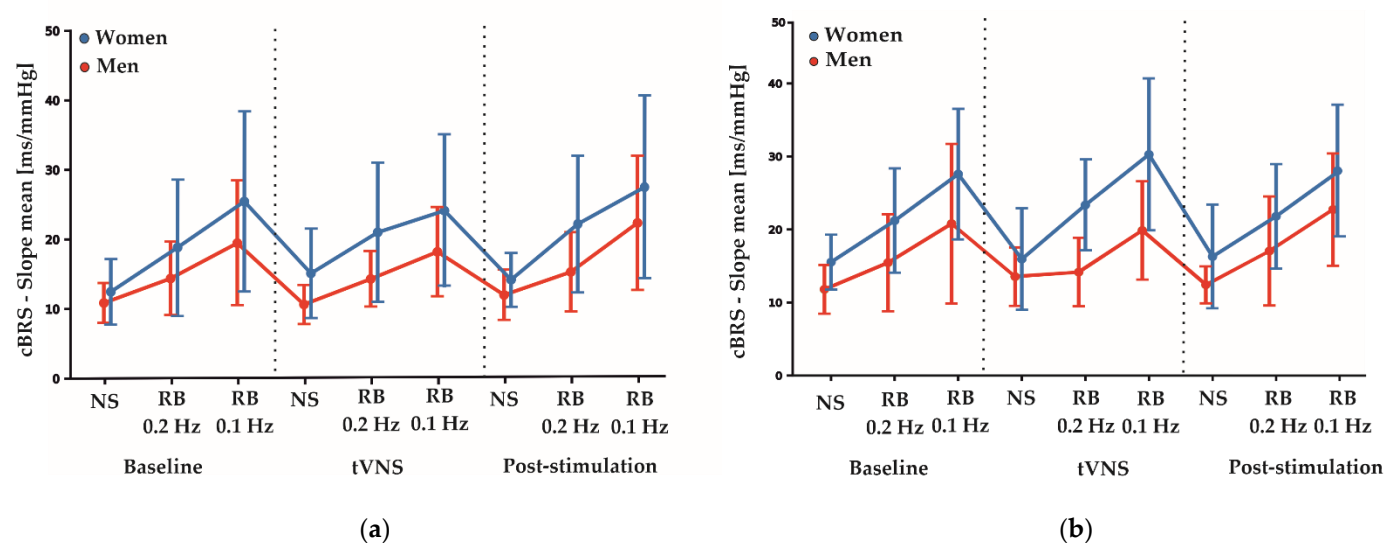 cBRS - Slope mean [ms/mmHg]
50
40
30
20
10
0
Women
Men
NS RB RB NS RB RB NS RB RB
0.2 Hz 0.1 Hz 0.2 Hz 0.1 Hz 0.2 Hz 0.1 Hz
Baseline tVNS Post-stimulation
(a)
cBRS - Slope mean [ms/mmHg]
50
40
30
20
10
0
Women
Men
NS RB RB NS RB RB NS RB RB
0.2 Hz 0.1 Hz 0.2 Hz 0.1 Hz 0.2 Hz 0.1 Hz
Baseline tVNS Post-stimulation
(b)